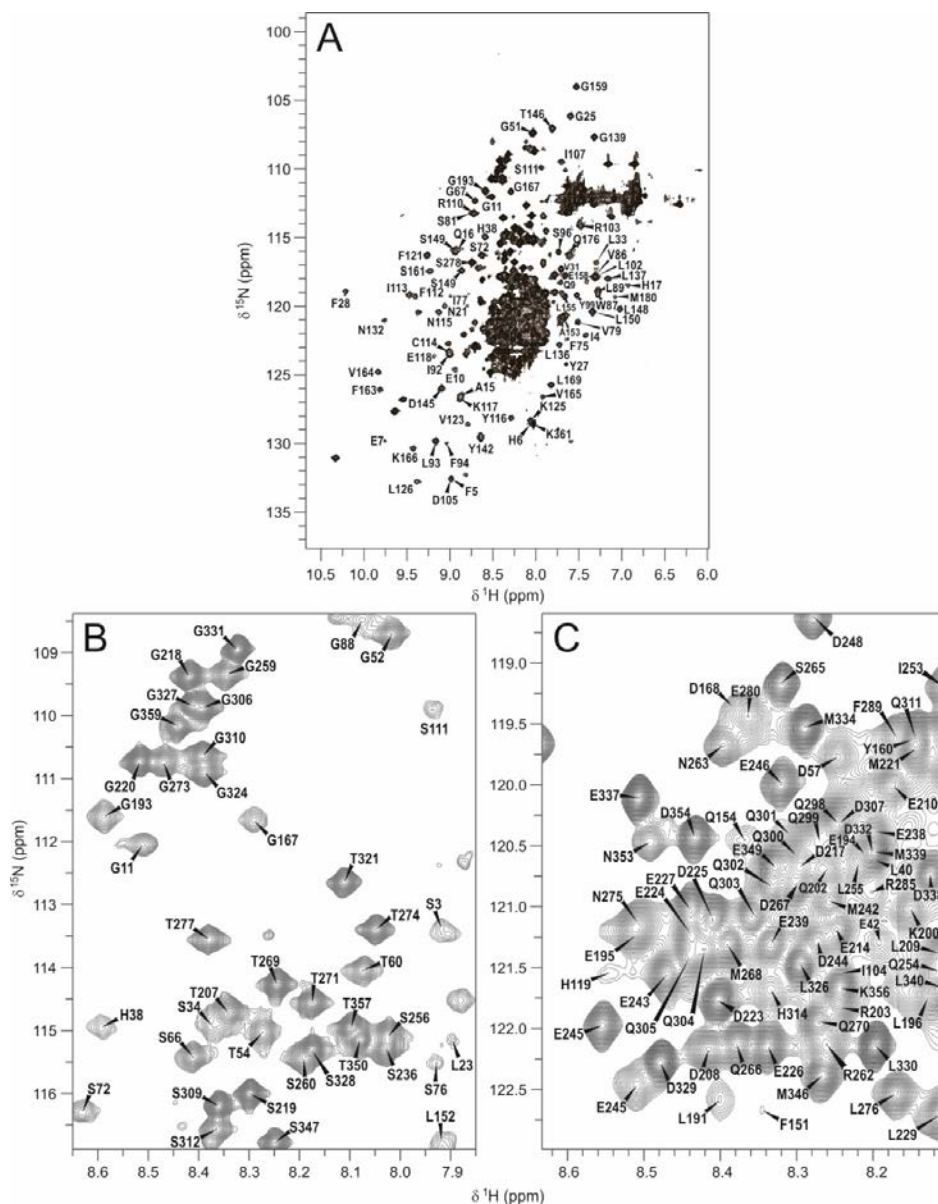 A
100
105
110
115
120
125
130
135
δ 15N (ppm)
10.5 10.0 9.5 9.0 8.5 8.0 7.5 7.0 6.5 6.0
δ 1H (ppm)
G159
T146 G25
G51 G139
I107
S111
G193 G167
G67 G11
R110
S81 R103
S149 Q16 H38 S96 L33
S72 Q176 V86
F121 S278 V31 L102
S161 S149 E158 L137
Q9 H17
I113 F112 I77 L89 M180
F28 N21 L155 Y99 W87 L148
N132 N115 A153 L150
C114 I4 V79
E118 L136 F75
I92 Y27
V164 E10
F163 A15 L169
D145 K117 V165
V123 Y116 K125
E7 H6 K361
K166 L93 F94 Y142
L126 D105 F5
B
109
110
111
112
113
114
115
116
δ 15N (ppm)
8.6 8.5 8.4 8.3 8.2 8.1 8.0 7.9
δ 1H (ppm)
G331 G88 G52
G218 G259
G327 G306
G359 S111
G310
G220 G273 G324
G193 G167
G11
T321
S3
T277 T274
T269 T271 T60
T207 T357
H38 S34 S256
S66 T54 T350 L23
S260 S236 S76
S72 S309 S328
S219 L152
S312 S347
C
119.0
119.5
120.0
120.5
121.0
121.5
122.0
122.5
δ 15N (ppm)
8.6 8.5 8.4 8.3 8.2
δ 1H (ppm)
D248
S265 I253
D168 E280 F289 Q311
M334
N263 Y160
E246 D57 M221
E337 E210
D354 Q154 Q301 Q298 D307
Q299 D332 E238
Q300 E194
N353 E349 M339
Q302 D217 L40
E227 D225 L255
N275 E224 Q303 D267 Q202 R285 D338
M242
E239 E42 K200
E195 E214 L209
M268 D244 Q254
H119 L326 I104
E243 K356 L340
Q305 Q304 D223 H314 R203 L196
E245 Q270
D208 Q266 E226 R262 L330
D329 M346
E245 L191 F151 L276
L229